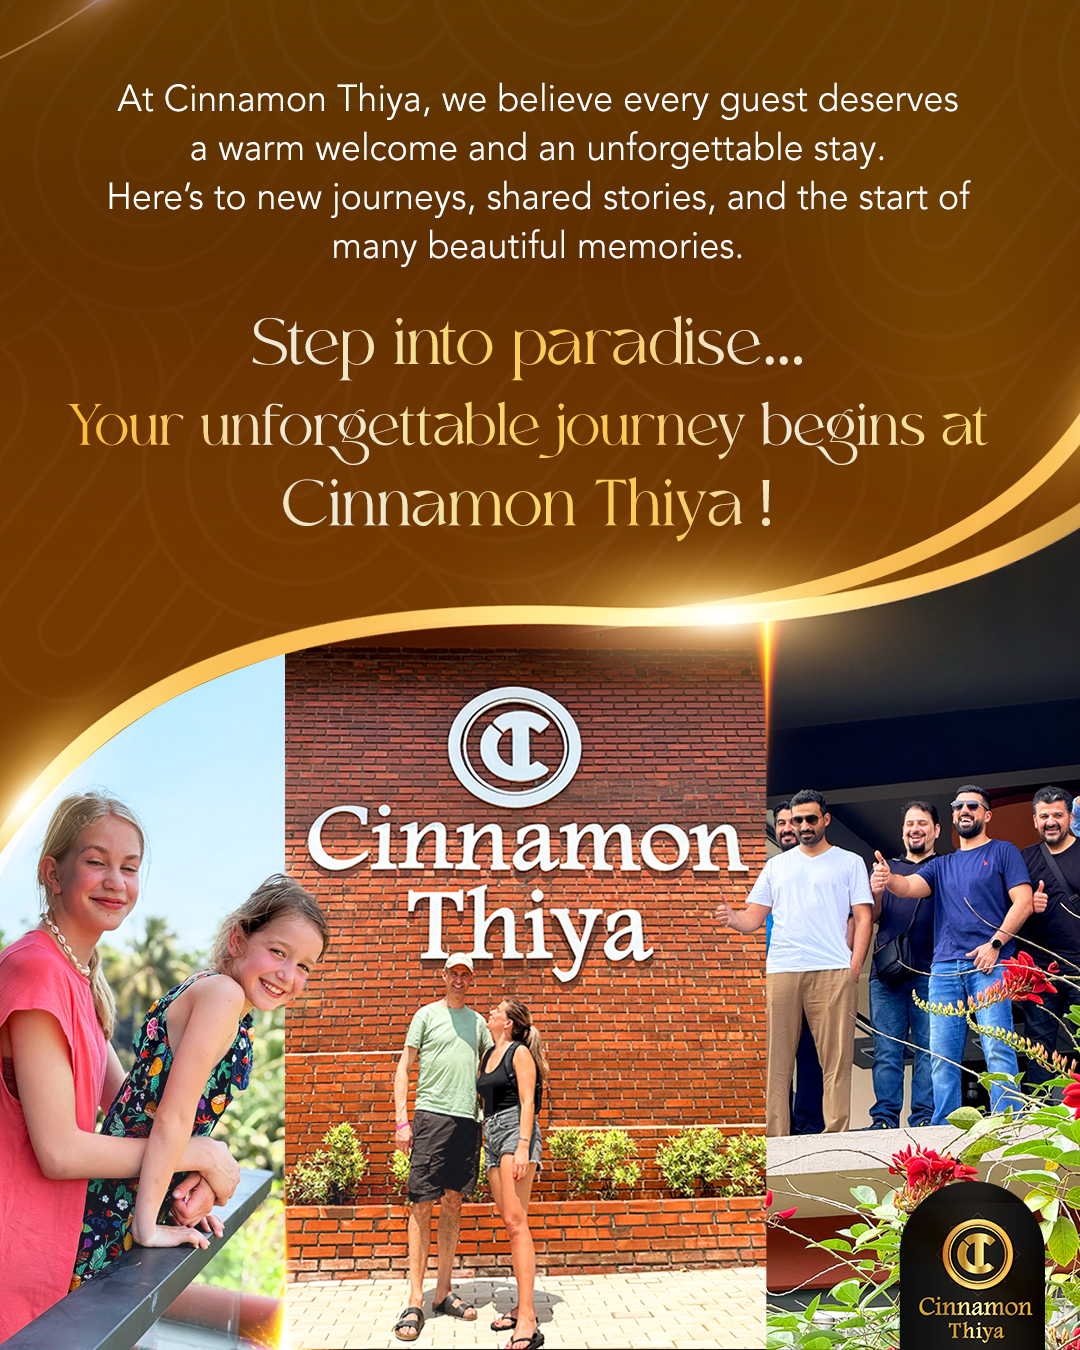 At Cinnamon Thiya, we believe every guest deserves
a warm welcome and an unforgettable stay.
Here's to new journeys, shared stories, and the start of
many beautiful memories.
Step into paradise...
Your unforgettable journey begins at
Cinnamon Thiya !
Cinnamon
Thiya
Cinnamon
Thiya